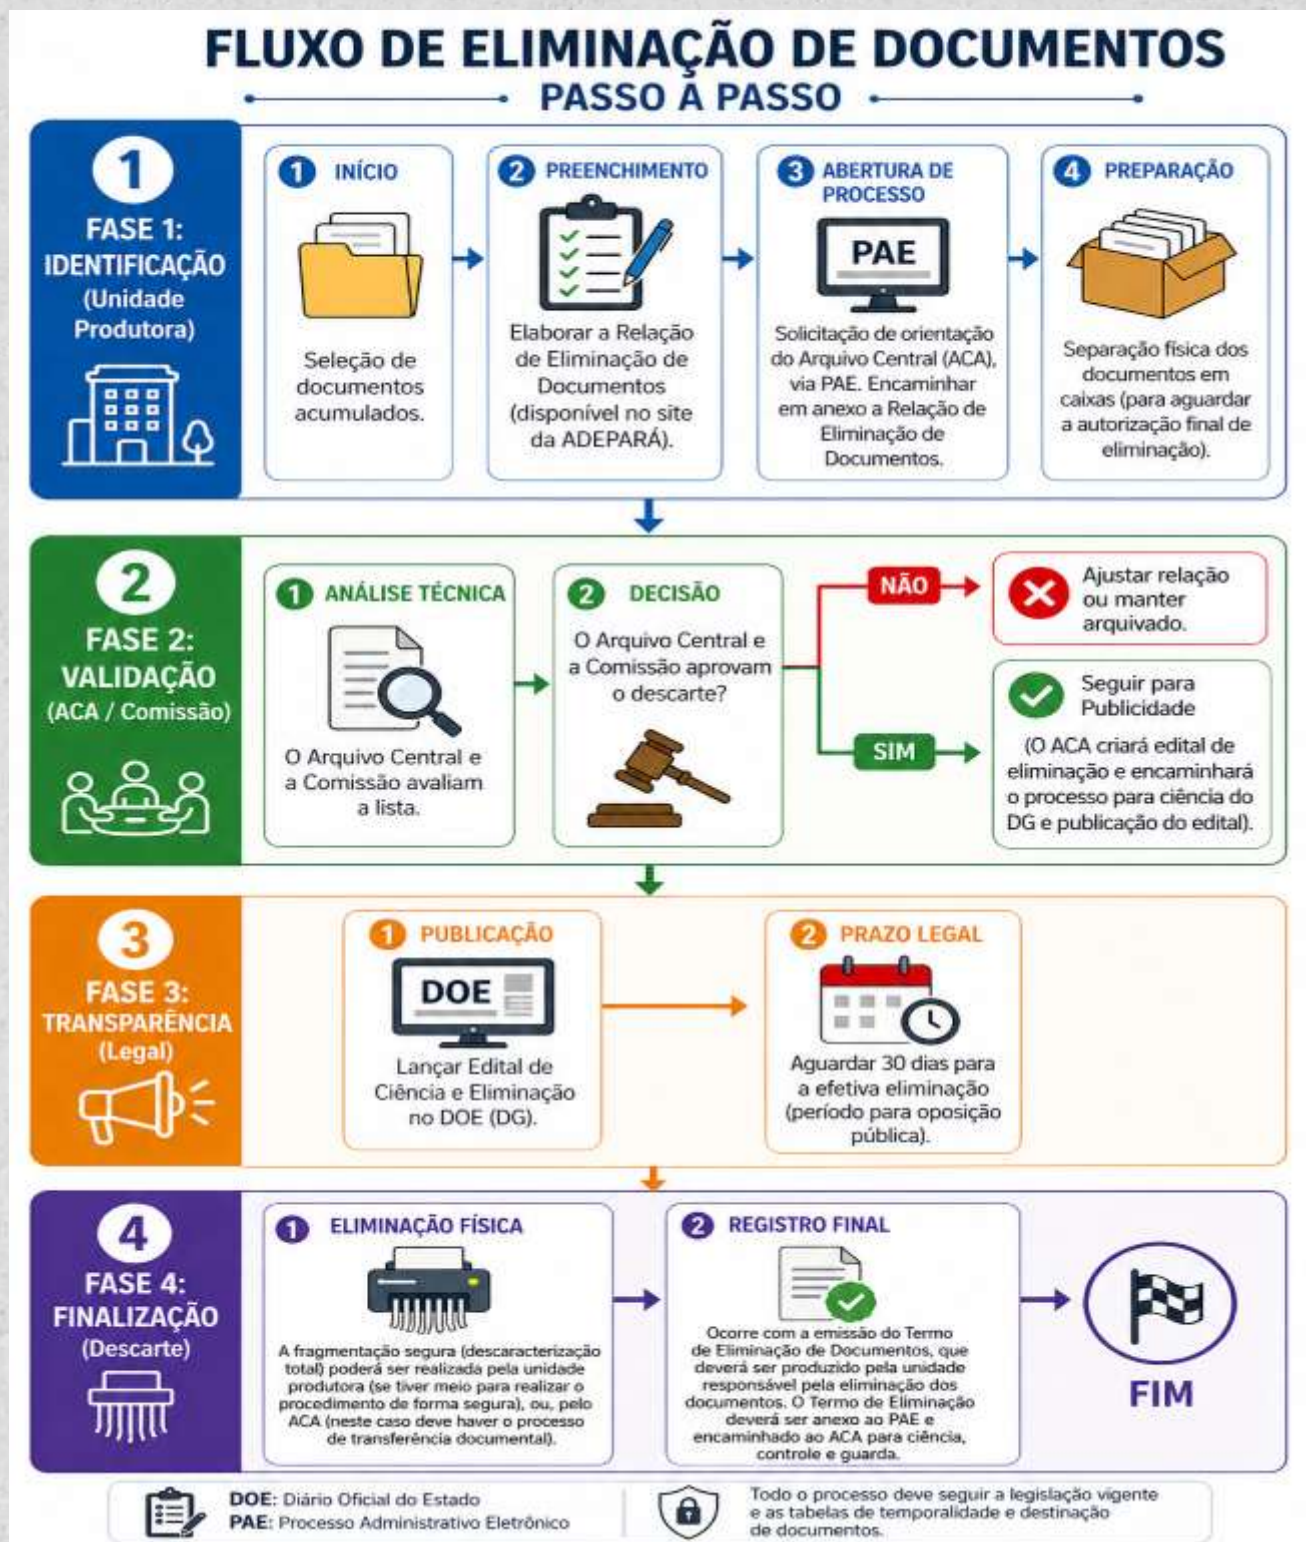 FLUXO DE ELIMINAÇÃO DE DOCUMENTOS
PASSO A PASSO
1
FASE 1:
IDENTIFICAÇÃO
(Unidade
Produtora)
1 INÍCIO
Seleção de
documentos
acumulados.
2 PREENCHIMENTO
Elaborar a Relação
de Eliminação de
Documentos
(disponível no site
da ADEPARÁ).
3 ABERTURA DE
PROCESSO
PAE
Solicitação de orientação
do Arquivo Central (ACA),
via PAE. Encaminhar
em anexo a Relação de
Eliminação de
Documentos.
4 PREPARAÇÃO
Separação física dos
documentos em
caixas (para aguardar
a autorização final de
eliminação).
2
FASE 2:
VALIDAÇÃO
(ACA / Comissão)
1 ANÁLISE TÉCNICA
O Arquivo Central e
a Comissão avaliam
a lista.
2 DECISÃO
O Arquivo Central e
a Comissão aprovam
o descarte?
NÃO
Ajustar relação
ou manter
arquivado.
SIM
Seguir para
Publicidade
(O ACA criará edital de
eliminação e encaminhará
o processo para ciência do
DG e publicação do edital).
3
FASE 3:
TRANSPARÊNCIA
(Legal)
1 PUBLICAÇÃO
DOE
Lançar Edital de
Ciência e Eliminação
no DOE (DG).
2 PRAZO LEGAL
Aguardar 30 dias para
a efetiva eliminação
(período para oposição
pública).
4
FASE 4:
FINALIZAÇÃO
(Descarte)
1 ELIMINAÇÃO FÍSICA
A fragmentação segura (descaracterização
total) poderá ser realizada pela unidade
produtora (se tiver meio para realizar o
procedimento de forma segura), ou, pelo
ACA (neste caso deve haver o processo
de transferência documental).
2 REGISTRO FINAL
Ocorre com a emissão do Termo
de Eliminação de Documentos, que
deverá ser produzido pela unidade
responsável pela eliminação dos
documentos. O Termo de Eliminação
deverá ser anexo ao PAE e
encaminhado ao ACA para ciência,
controle e guarda.
FIM
DOE: Diário Oficial do Estado
PAE: Processo Administrativo Eletrônico
Todo o processo deve seguir a legislação vigente
e as tabelas de temporalidade e destinação
de documentos.